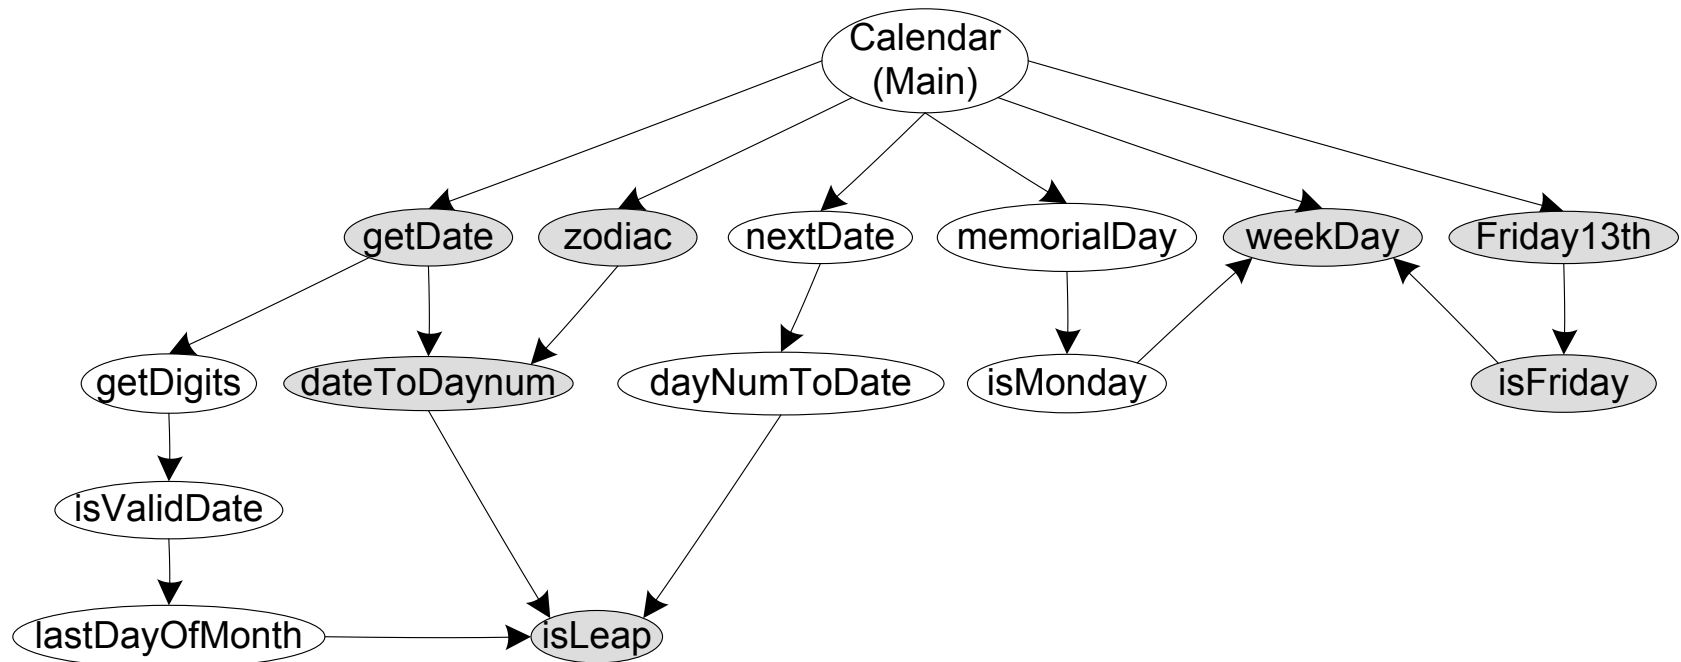 Calendar
(Main)
getDate
zodiac
nextDate
memorialDay
weekDay
Friday13th
getDigits
dateToDaynum
dayNumToDate
isMonday
isFriday
isValidDate
lastDayOfMonth
isLeap